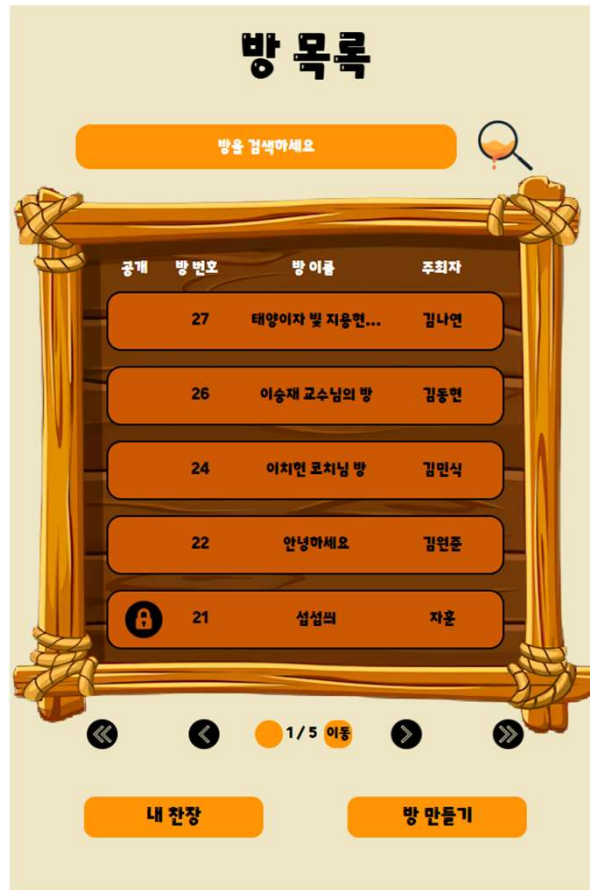 방 목록
방을 검색하세요
공개 방 번호 방 이름 주최자
27 태양이자 빛 지용현... 김나연
26 이승재 교수님의 방 김동현
24 이치헌 코치님 방 김민식
22 안녕하세요 김원준
21 섭섭씌 자훈
1 / 5 이동
내 찬장 방 만들기